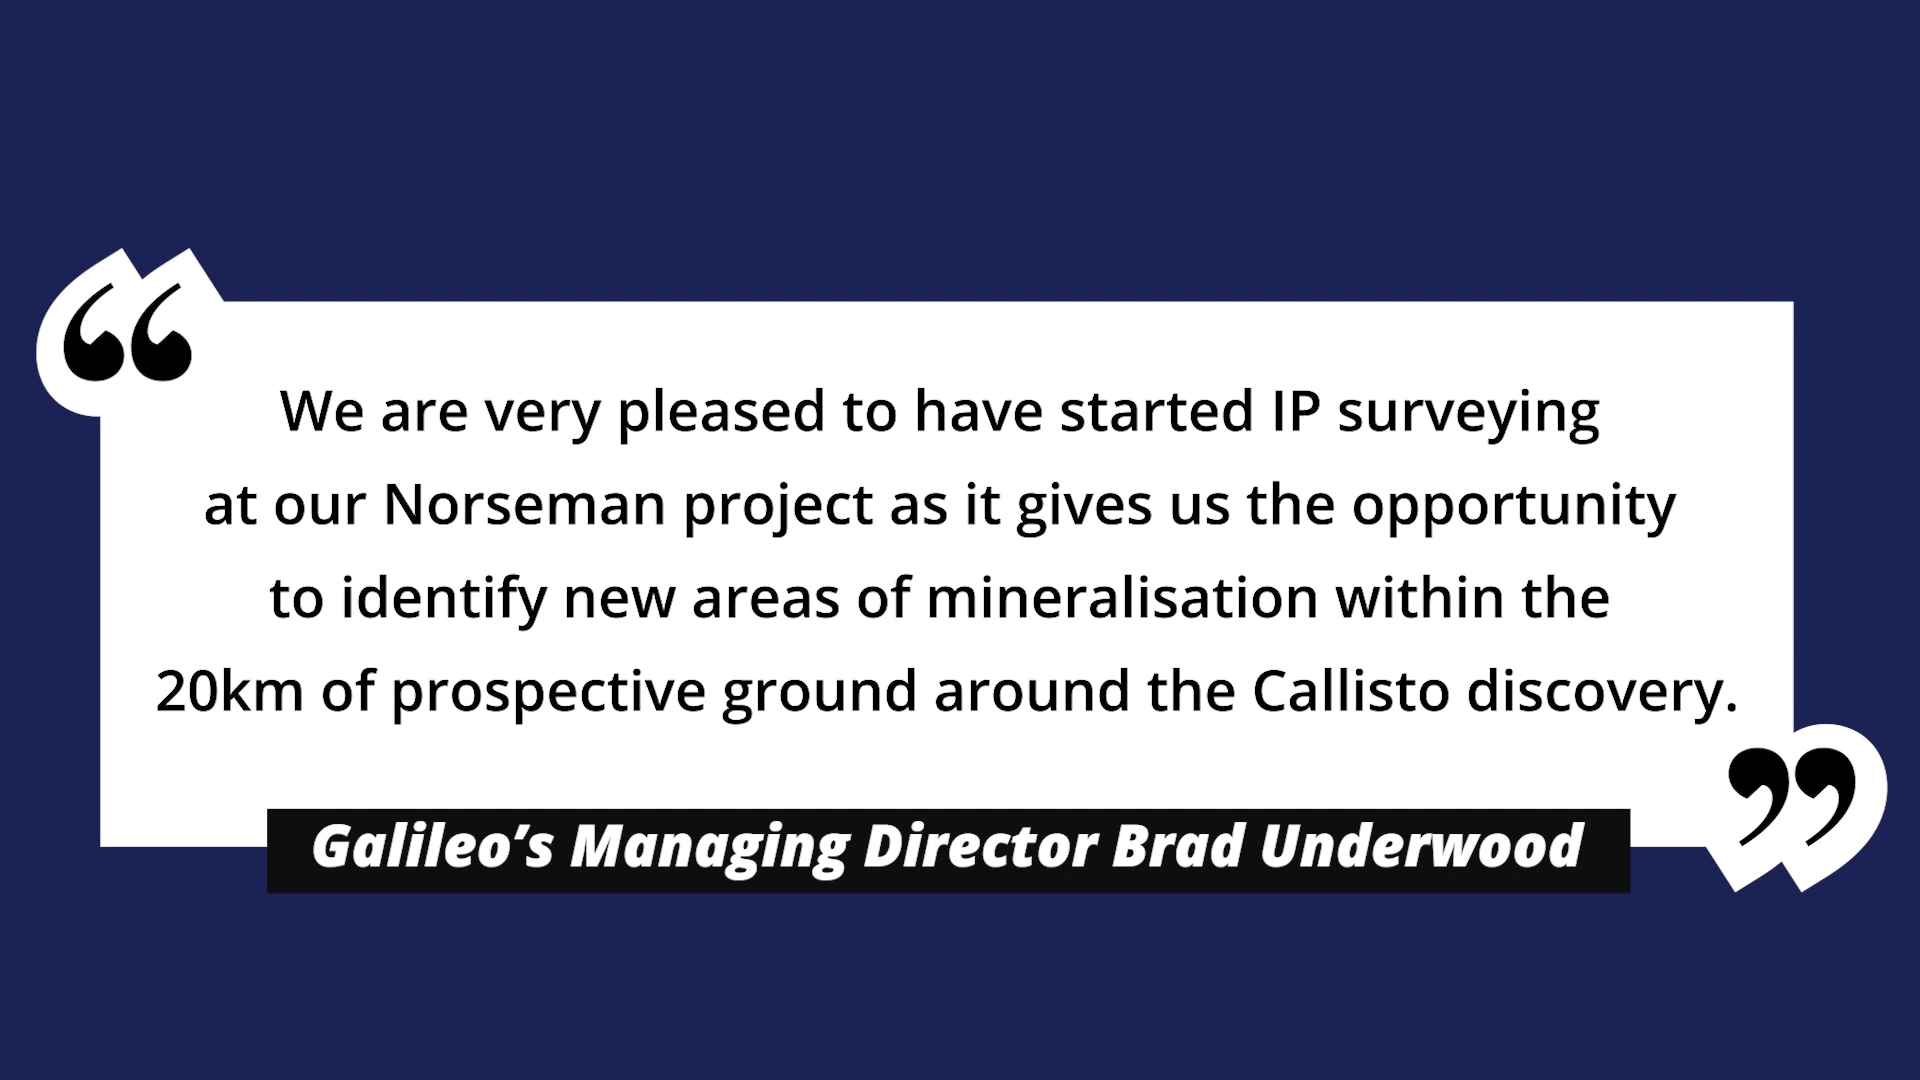 “
We are very pleased to have started IP surveying
at our Norseman project as it gives us the opportunity
to identify new areas of mineralisation within the
20km of prospective ground around the Callisto discovery.
”
Galileo’s Managing Director Brad Underwood